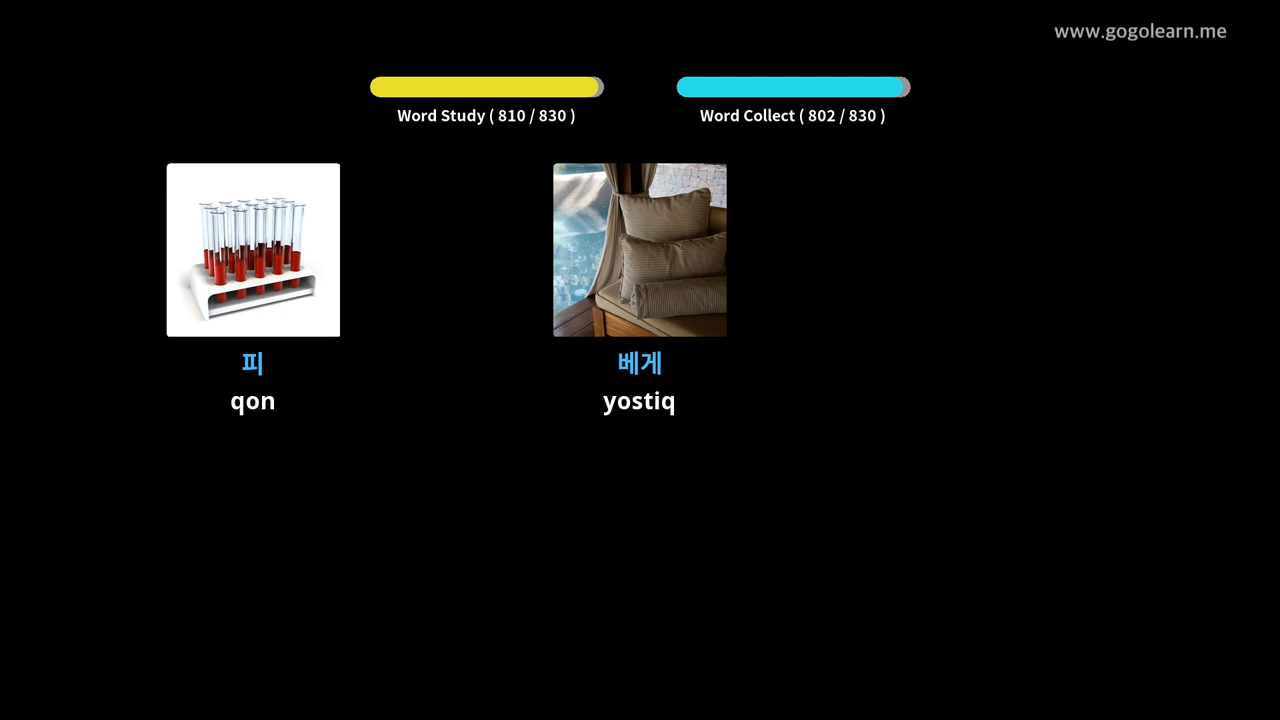 www.gogolearn.me
Word Study ( 810 / 830 )
Word Collect ( 802 / 830 )
피
qon
베게
yostiq